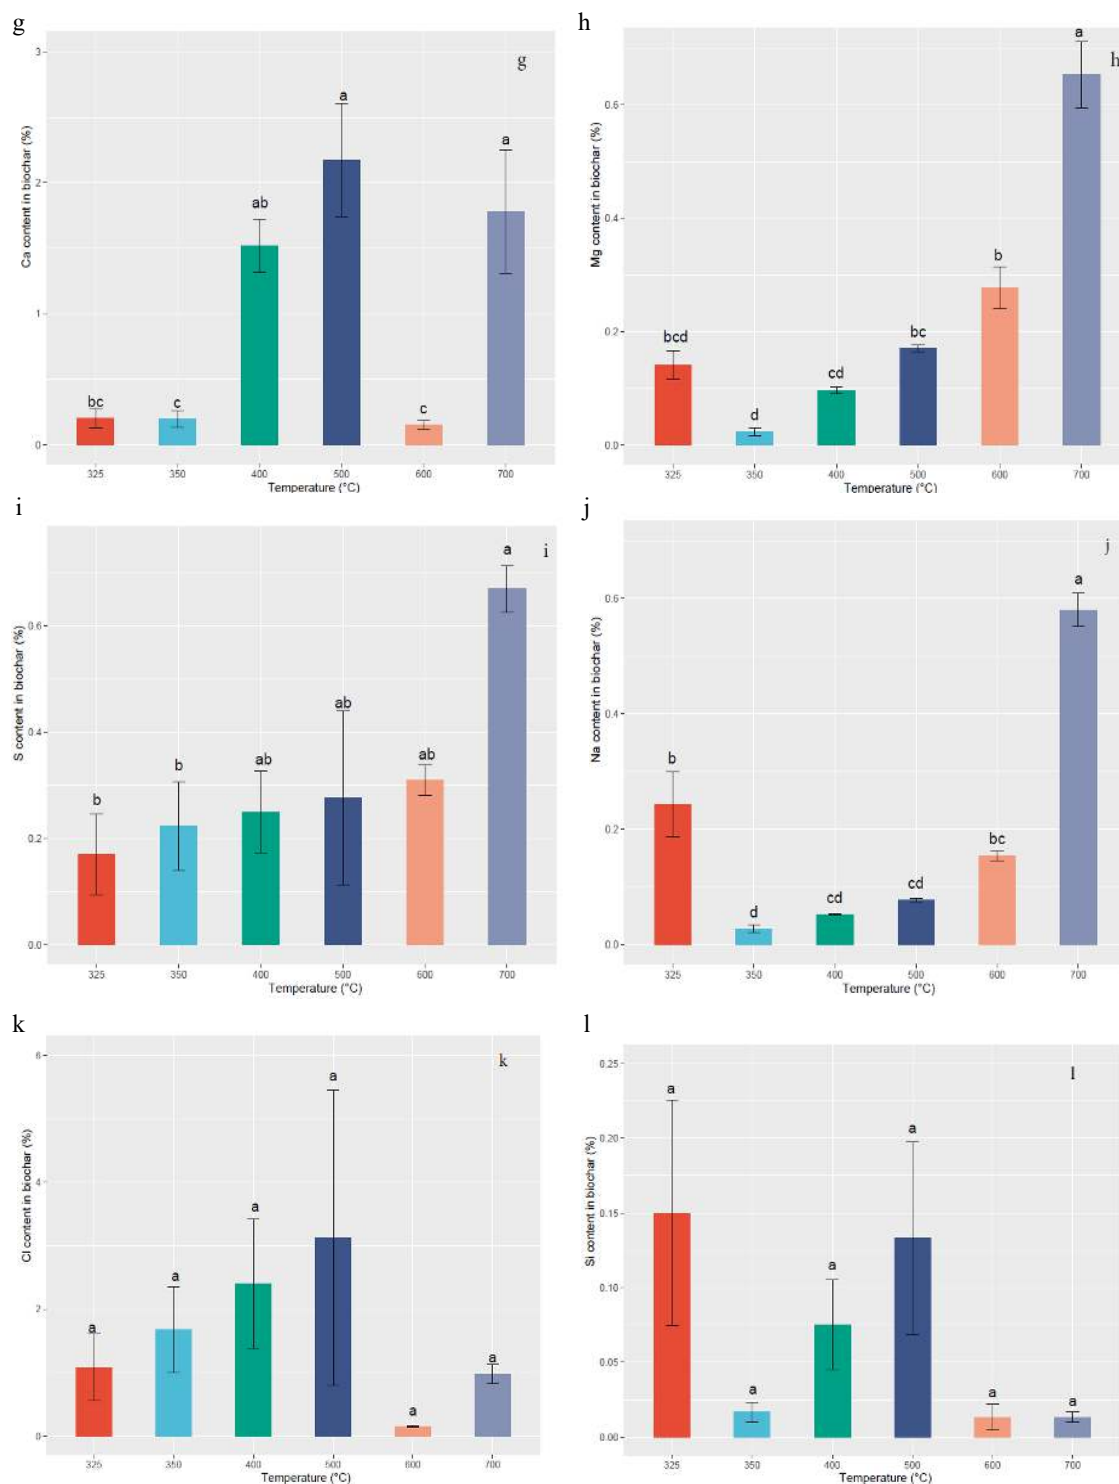 g
h
3
2
1
0
Ca content in biochar (%)
g
bc
c
ab
a
c
a
325 350 400 500 600 700
Temperature (°C)
0.6
0.4
0.2
0.0
Mg content in biochar (%)
h
bcd
d
cd
bc
b
a
325 350 400 500 600 700
Temperature (°C)
i
j
0.6
0.4
0.2
0.0
S content in biochar (%)
i
b
b
ab
ab
ab
a
325 350 400 500 600 700
Temperature (°C)
0.6
0.4
0.2
0.0
Na content in biochar (%)
j
b
d
cd
cd
bc
a
325 350 400 500 600 700
Temperature (°C)
k
l
6
4
2
0
Cl content in biochar (%)
k
a
a
a
a
a
a
325 350 400 500 600 700
Temperature (°C)
0.25
0.20
0.15
0.10
0.05
0.00
Si content in biochar (%)
l
a
a
a
a
a
a
325 350 400 500 600 700
Temperature (°C)